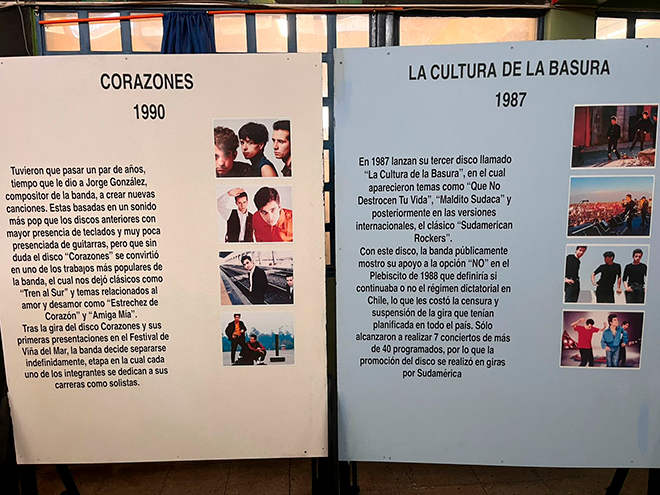 CORAZONES
1990
Tuvieron que pasar un par de años,
tiempo que le dio a Jorge González,
compositor de la banda, a crear nuevas
canciones. Estas basadas en un sonido
más pop que los discos anteriores con
mayor presencia de teclados y muy poca
presenciada de guitarras, pero que sin
duda el disco “Corazones” se convirtió
en uno de los trabajos más populares de
la banda, el cual nos dejó clásicos como
“Tren al Sur” y temas relacionados al
amor y desamor como “Estrechez de
Corazón” y “Amiga Mía”.
Tras la gira del disco Corazones y sus
primeras presentaciones en el Festival de
Viña del Mar, la banda decide separarse
indefinidamente, etapa en la cual cada
uno de los integrantes se dedican a sus
carreras como solistas.
LA CULTURA DE LA BASURA
1987
En 1987 lanzan su tercer disco llamado
“La Cultura de la Basura”, en el cual
aparecieron temas como “Que No
Destrocen Tu Vida”, “Maldito Sudaca” y
posteriormente en las versiones
internacionales, el clásico “Sudamerican
Rockers”.
Con este disco, la banda públicamente
mostro su apoyo a la opción “NO” en el
Plebiscito de 1988 que definiría si
continuaba o no el régimen dictatorial en
Chile, lo que les costó la censura y
suspensión de la gira que tenían
planificada en todo el país. Sólo
alcanzaron a realizar 7 conciertos de más
de 40 programados, por lo que la
promoción del disco se realizó en giras
por Sudamérica